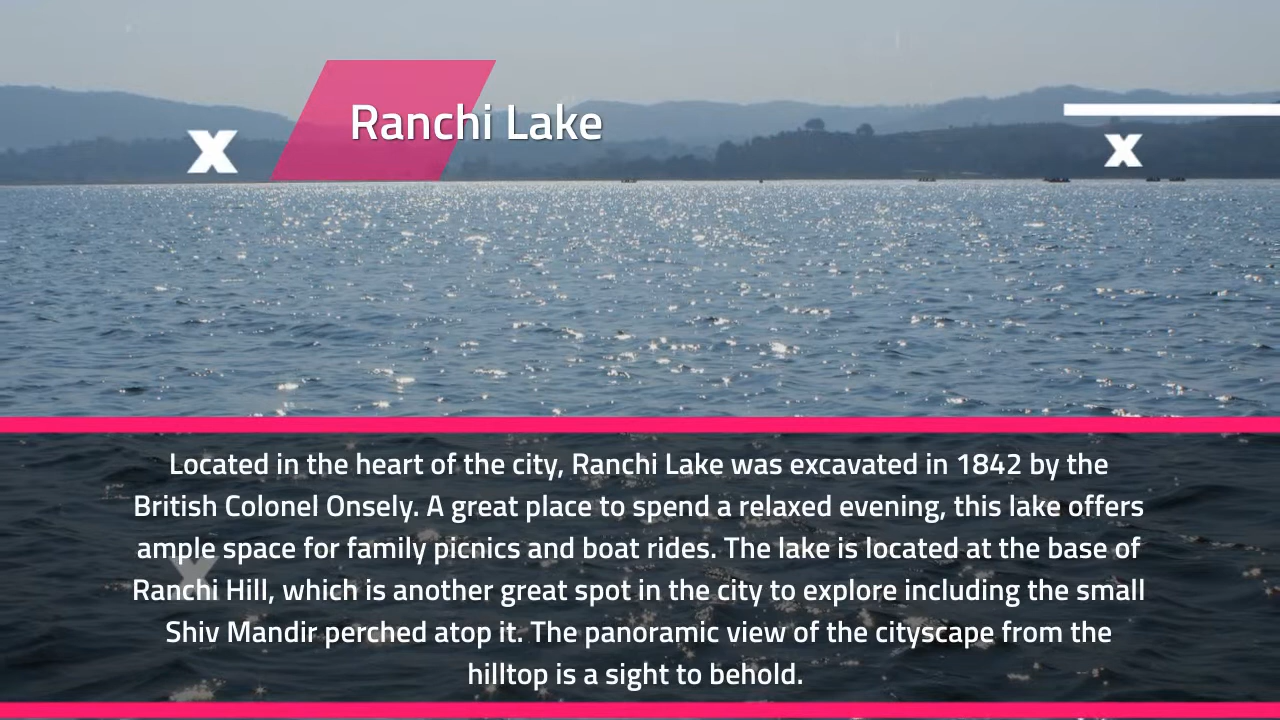 Ranchi Lake
Located in the heart of the city, Ranchi Lake was excavated in 1842 by the
British Colonel Onsely. A great place to spend a relaxed evening, this lake offers
ample space for family picnics and boat rides. The lake is located at the base of
Ranchi Hill, which is another great spot in the city to explore including the small
Shiv Mandir perched atop it. The panoramic view of the cityscape from the
hilltop is a sight to behold.